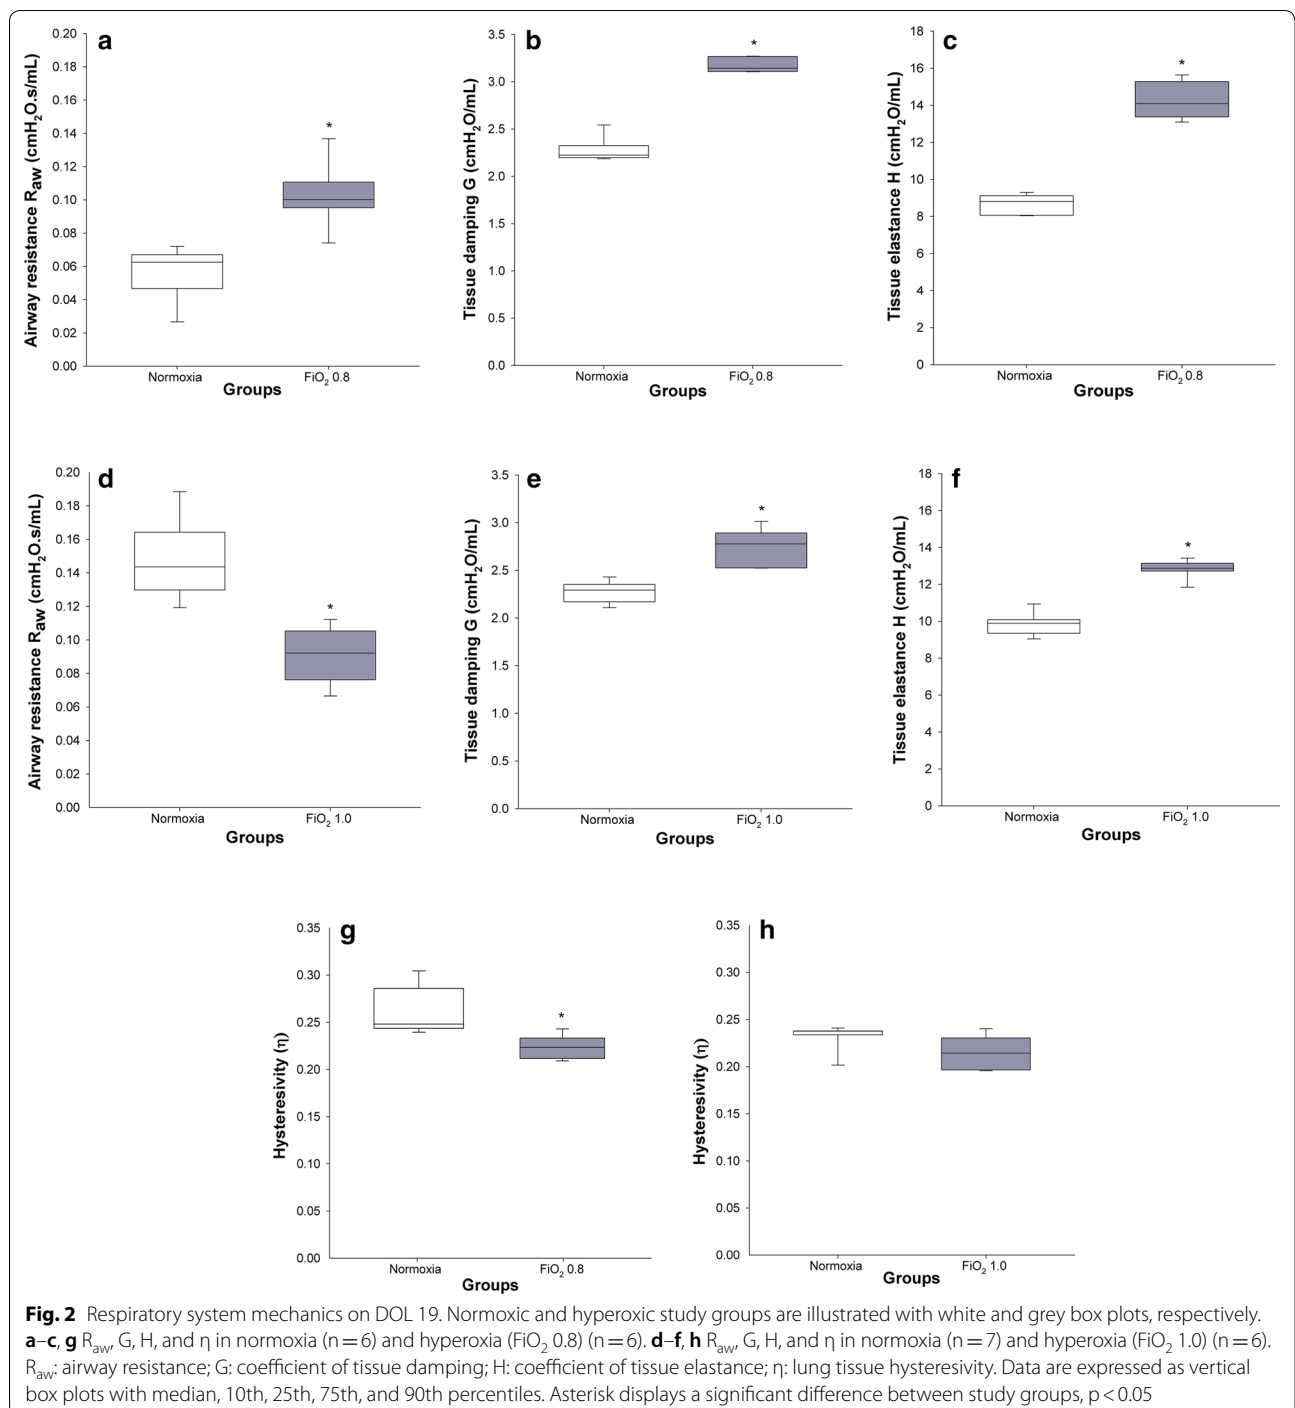 a
Airway resistance Raw (cmH2O.s/mL)
0.20
0.18
0.16
0.14
0.12
0.10
0.08
0.06
0.04
0.02
0.00
*
Normoxia FiO2 0.8
Groups
b
Tissue damping G (cmH2O/mL)
3.5
3.0
2.5
2.0
1.5
1.0
0.5
0.0
*
Normoxia FiO2 0.8
Groups
c
Tissue elastance H (cmH2O/mL)
18
16
14
12
10
8
6
4
2
0
*
Normoxia FiO2 0.8
Groups
d
Airway resistance Raw (cmH2O.s/mL)
0.20
0.18
0.16
0.14
0.12
0.10
0.08
0.06
0.04
0.02
0.00
*
Normoxia FiO2 1.0
Groups
e
Tissue damping G (cmH2O/mL)
3.5
3.0
2.5
2.0
1.5
1.0
0.5
0.0
*
Normoxia FiO2 1.0
Groups
f
Tissue elastance H (cmH2O/mL)
18
16
14
12
10
8
6
4
2
0
*
Normoxia FiO2 1.0
Groups
g
Hysteresivity (η)
0.35
0.30
0.25
0.20
0.15
0.10
0.05
0.00
*
Normoxia FiO2 0.8
Groups
h
Hysteresivity (η)
0.35
0.30
0.25
0.20
0.15
0.10
0.05
0.00
Normoxia FiO2 1.0
Groups
Fig. 2 Respiratory system mechanics on DOL 19. Normoxic and hyperoxic study groups are illustrated with white and grey box plots, respectively.
a–c, g Raw, G, H, and η in normoxia (n = 6) and hyperoxia (FiO2 0.8) (n = 6). d–f, h Raw, G, H, and η in normoxia (n = 7) and hyperoxia (FiO2 1.0) (n = 6).
Raw: airway resistance; G: coefficient of tissue damping; H: coefficient of tissue elastance; η: lung tissue hysteresivity. Data are expressed as vertical
box plots with median, 10th, 25th, 75th, and 90th percentiles. Asterisk displays a significant difference between study groups, p < 0.05